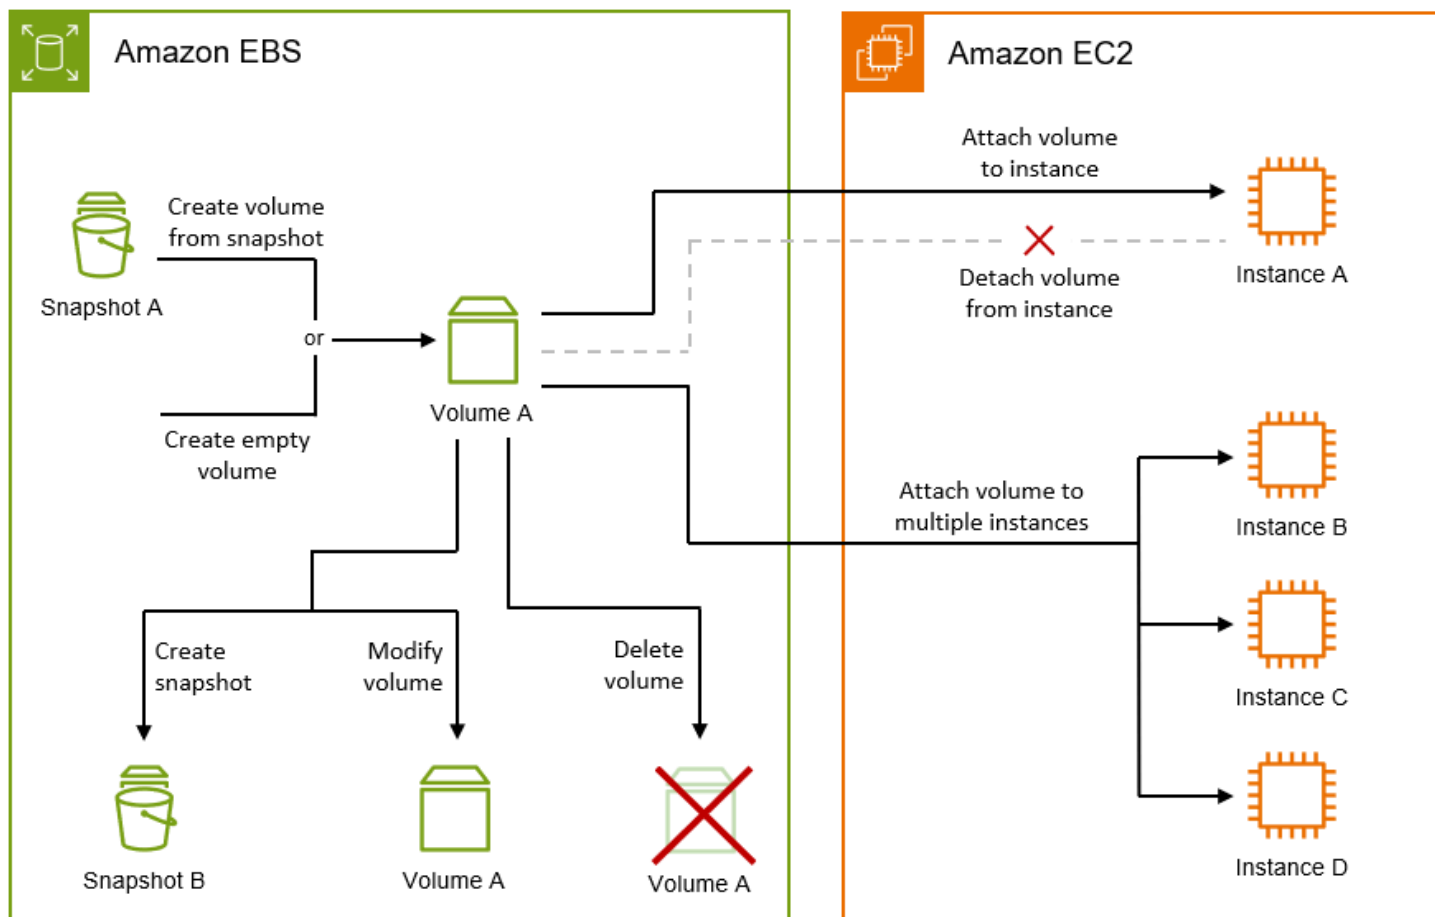 Amazon EBS
Amazon EC2
Attach volume
to instance
Create volume
from snapshot
Snapshot A
Detach volume
from instance
Instance A
or
Volume A
Create empty
volume
Attach volume to
multiple instances
Instance B
Create
snapshot
Modify
volume
Delete
volume
Instance C
Snapshot B
Volume A
Volume A
Instance D